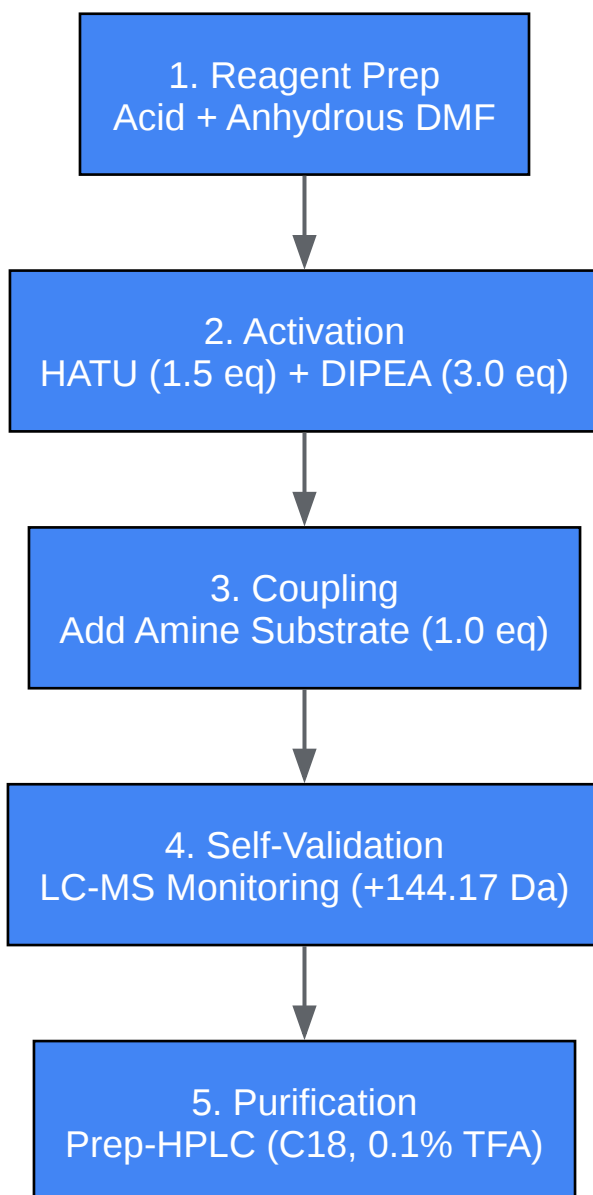 1. Reagent Prep
Acid + Anhydrous DMF
2. Activation
HATU (1.5 eq) + DIPEA (3.0 eq)
3. Coupling
Add Amine Substrate (1.0 eq)
4. Self-Validation
LC-MS Monitoring (+144.17 Da)
5. Purification
Prep-HPLC (C18, 0.1% TFA)